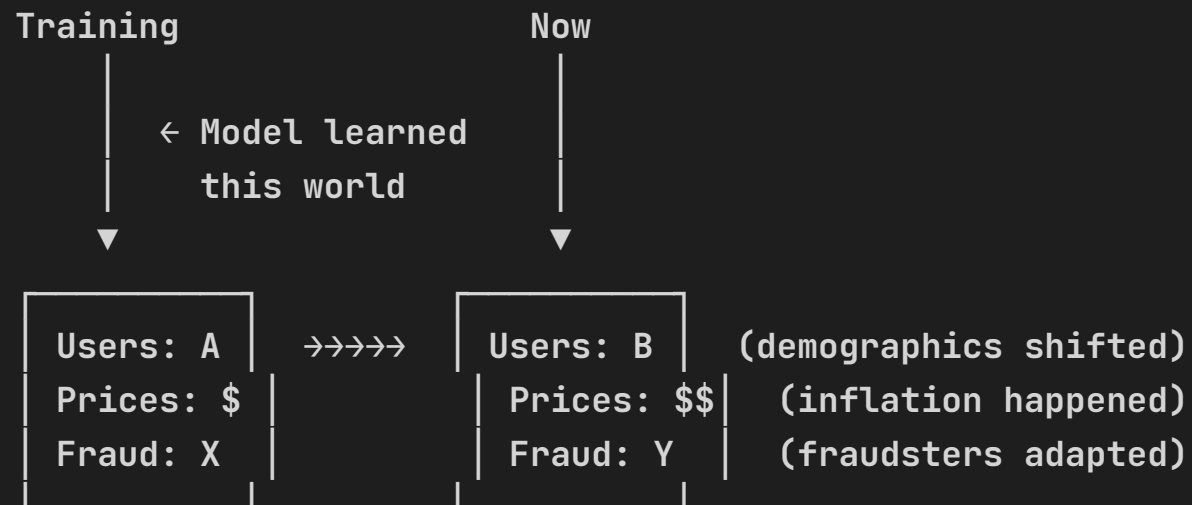 Training Now
← Model learned
this world
Users: A →→→→→ Users: B (demographics shifted)
Prices: $ Prices: $$ (inflation happened)
Fraud: X Fraud: Y (fraudsters adapted)